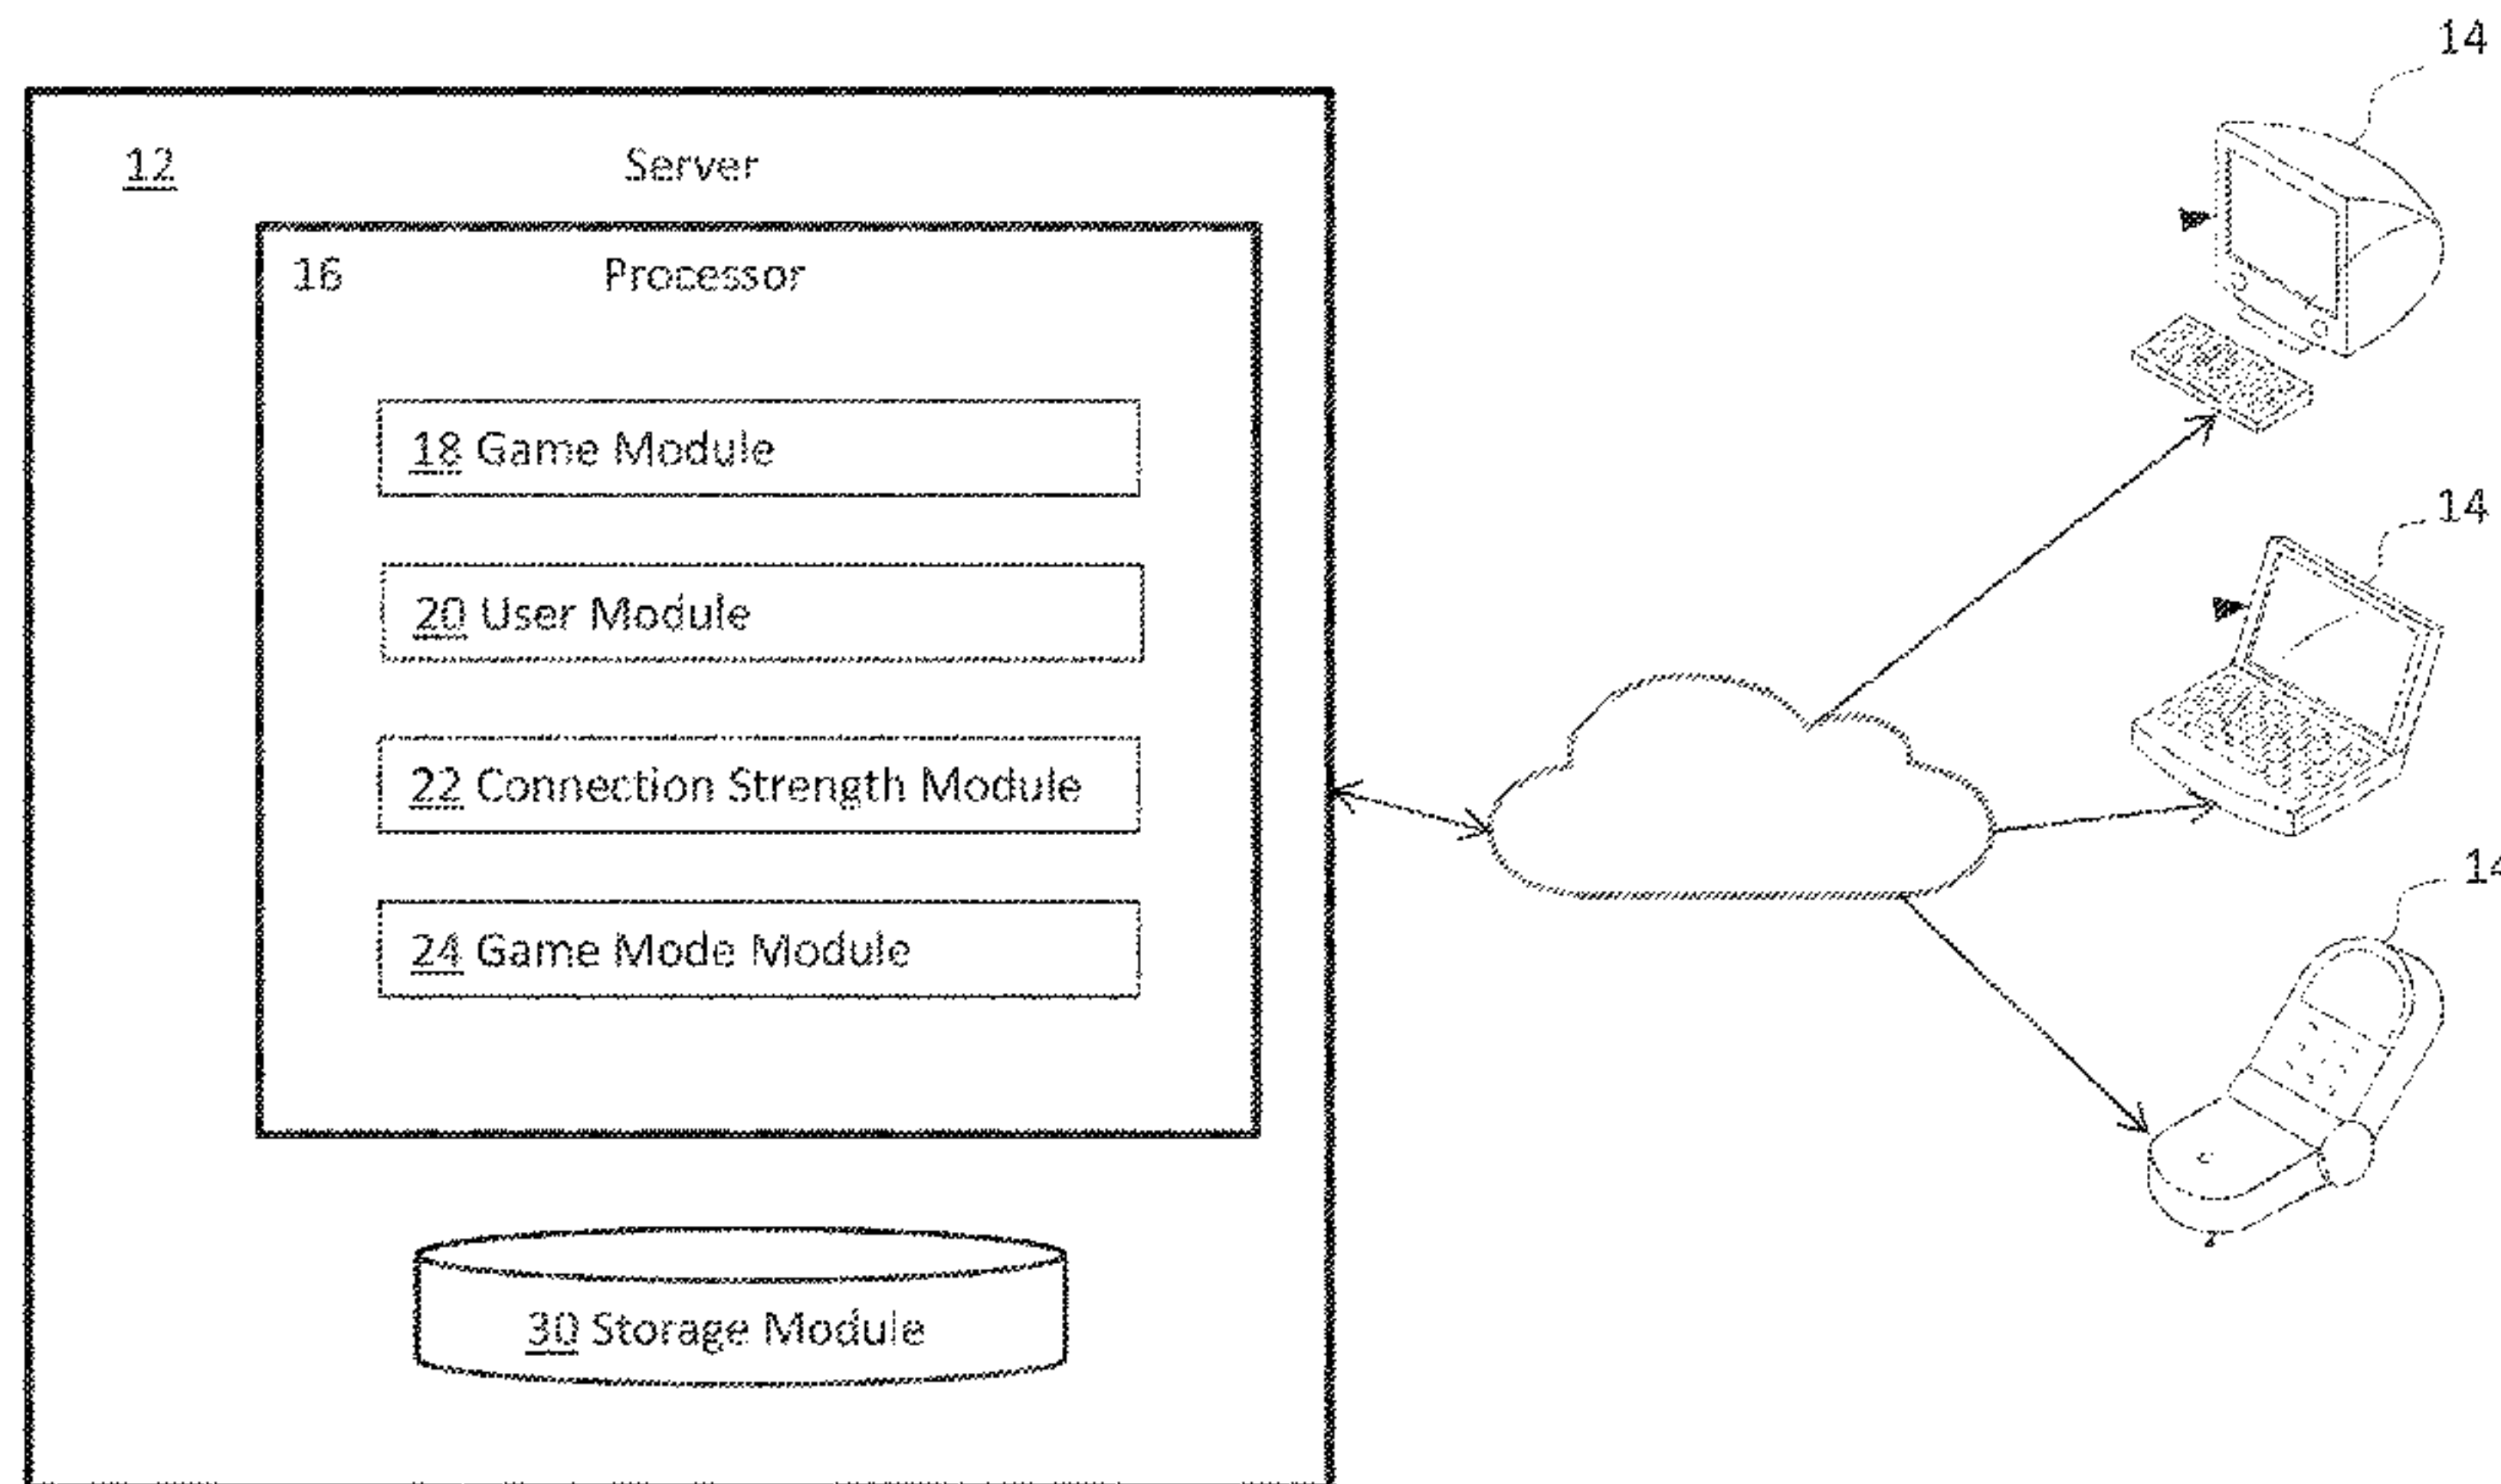 14
12 Server
16 Processor
18 Game Module
14
20 User Module
22 Connection Strength Module
14
24 Game Mode Module
30 Storage Module